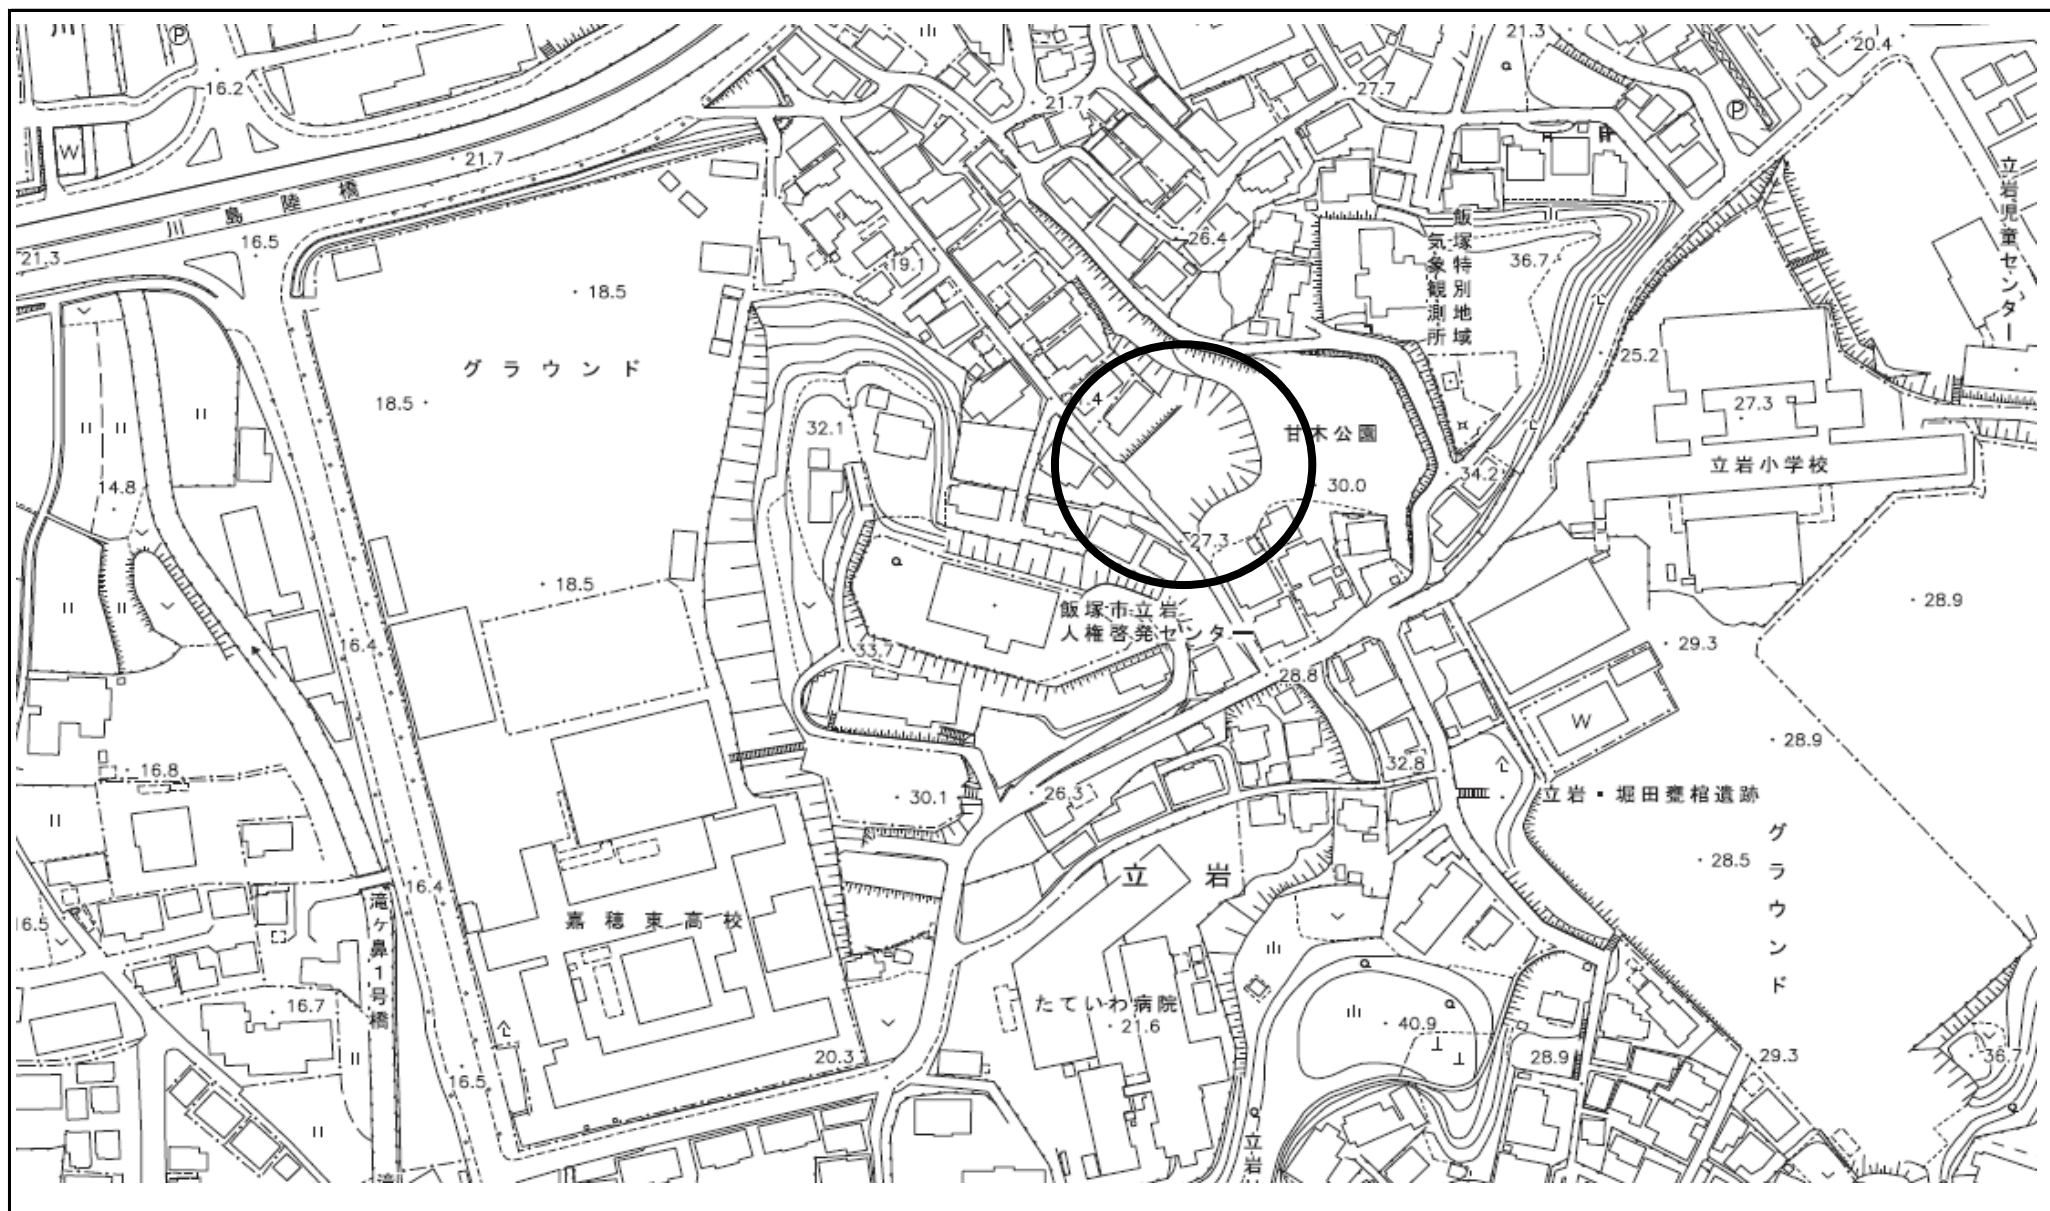 川
P
21.3
20.4
16.2
27.7
21.7
P
W
21.7
立岩児童センター
川島陸橋
16.5
26.4
飯塚特別地域
気象観測所
36.7
21.3
19.1
18.5
グラウンド
25.2
18.5
27.3
32.1
甘木公園
立岩小学校
34.2
30.0
14.8
27.3
18.5
28.9
飯塚市立岩
人権啓発センター
16.4
33.7
29.3
28.8
W
28.9
16.8
32.8
30.1
26.3
立岩・堀田甕棺遺跡
グラウンド
28.5
立岩
16.4
滝ヶ鼻1号橋
嘉穂東高校
16.5
たていわ病院
16.7
21.6
40.9
20.3
28.9
29.3
36.7
16.5
立岩
滝